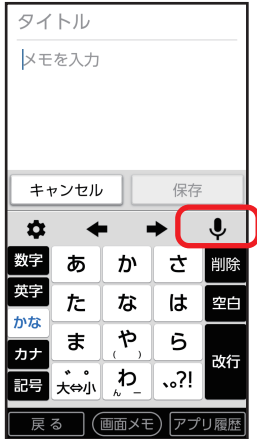 タイトル
メモを入力
キャンセル 保存
数字 あ か さ 削除
英字 た な は 空白
かな
カナ ま や ( ) ら 改行
記号 ゛ ゜ 大⇔小 わ ん ー 、。?!
戻る 画面メモ アプリ履歴